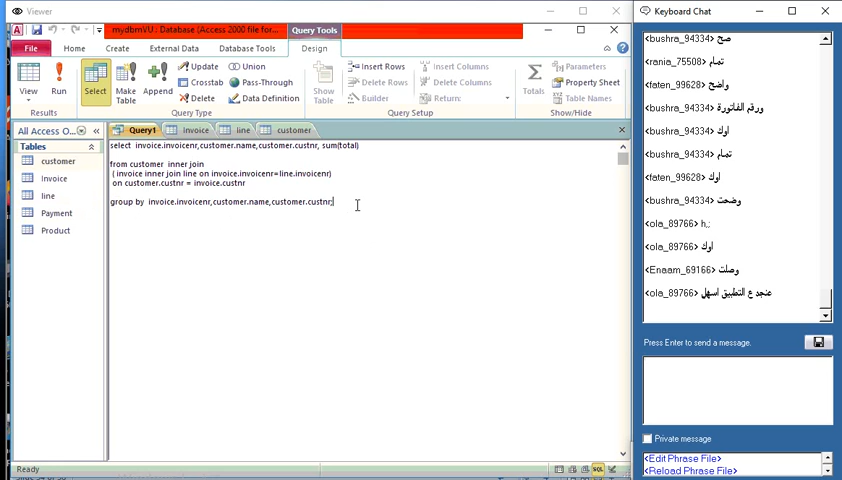 Viewer
mydbmVU : Database (Access 2000 file for...
Query Tools
File
Home
Create
External Data
Database Tools
Design
View
Run
Select
Make
Table
Append
Update
Crosstab
Delete
Union
Pass-Through
Data Definition
Show
Table
Insert Rows
Delete Rows
Builder
Insert Columns
Delete Columns
Return:
Totals
Parameters
Property Sheet
Table Names
Results
Query Type
Query Setup
Show/Hide
All Access O...
Tables
customer
Invoice
line
Payment
Product
Query1
invoice
line
customer
select invoice.invoicenr,customer.name,customer.custnr, sum(total)
from customer inner join
( invoice inner join line on invoice.invoicenr=line.invoicenr)
on customer.custnr = invoice.custnr
group by invoice.invoicenr,customer.name,customer.custnr;
Ready
SQL
Keyboard Chat
<bushra_94334> صح
<rania_75508> تمام
<faten_99628> واضح
<bushra_94334> ورقم الفاتورة
<bushra_94334> اوك
<bushra_94334> تمام
<faten_99628> اوك
<bushra_94334> وضحت
<ola_89766> h,;
<ola_89766> اوك
<Enaam_69166> وصلت
<ola_89766> عنجد ع التطبيق اسهل
Press Enter to send a message.
Private message
<Edit Phrase File>
<Reload Phrase File>